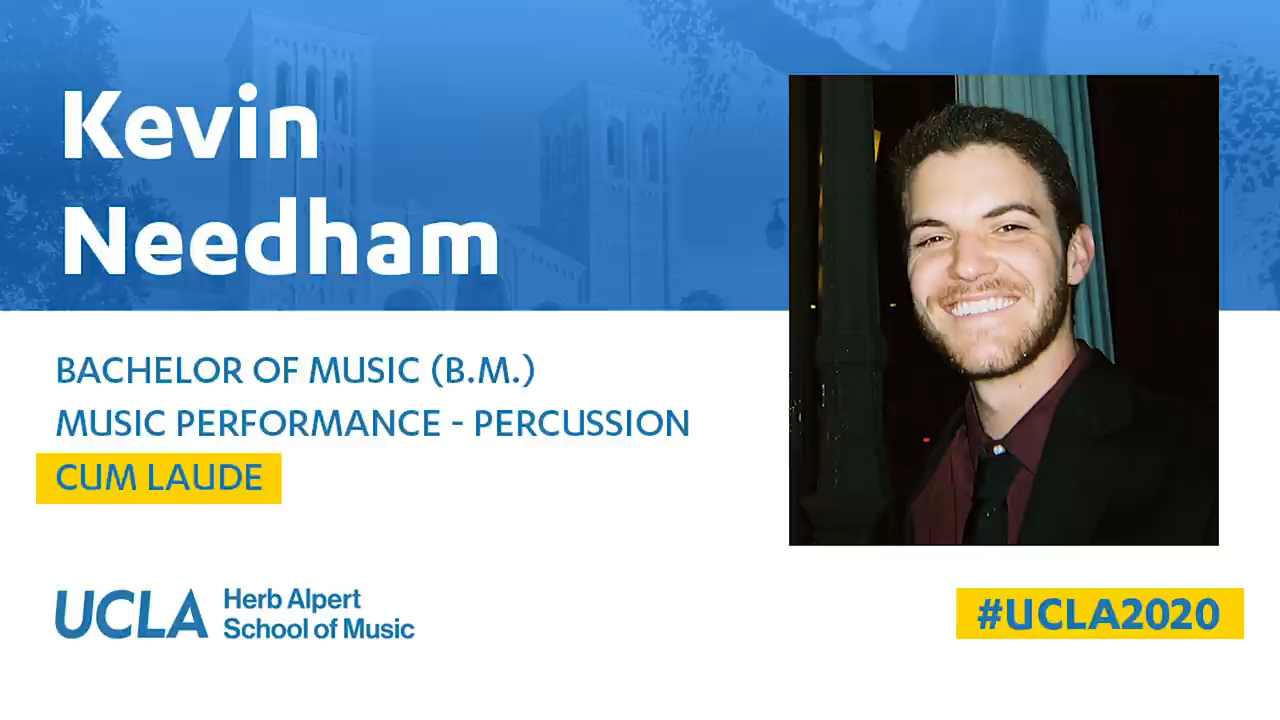 Kevin
Needham
BACHELOR OF MUSIC (B.M.)
MUSIC PERFORMANCE - PERCUSSION
CUM LAUDE
UCLA Herb Alpert
School of Music
#UCLA2020